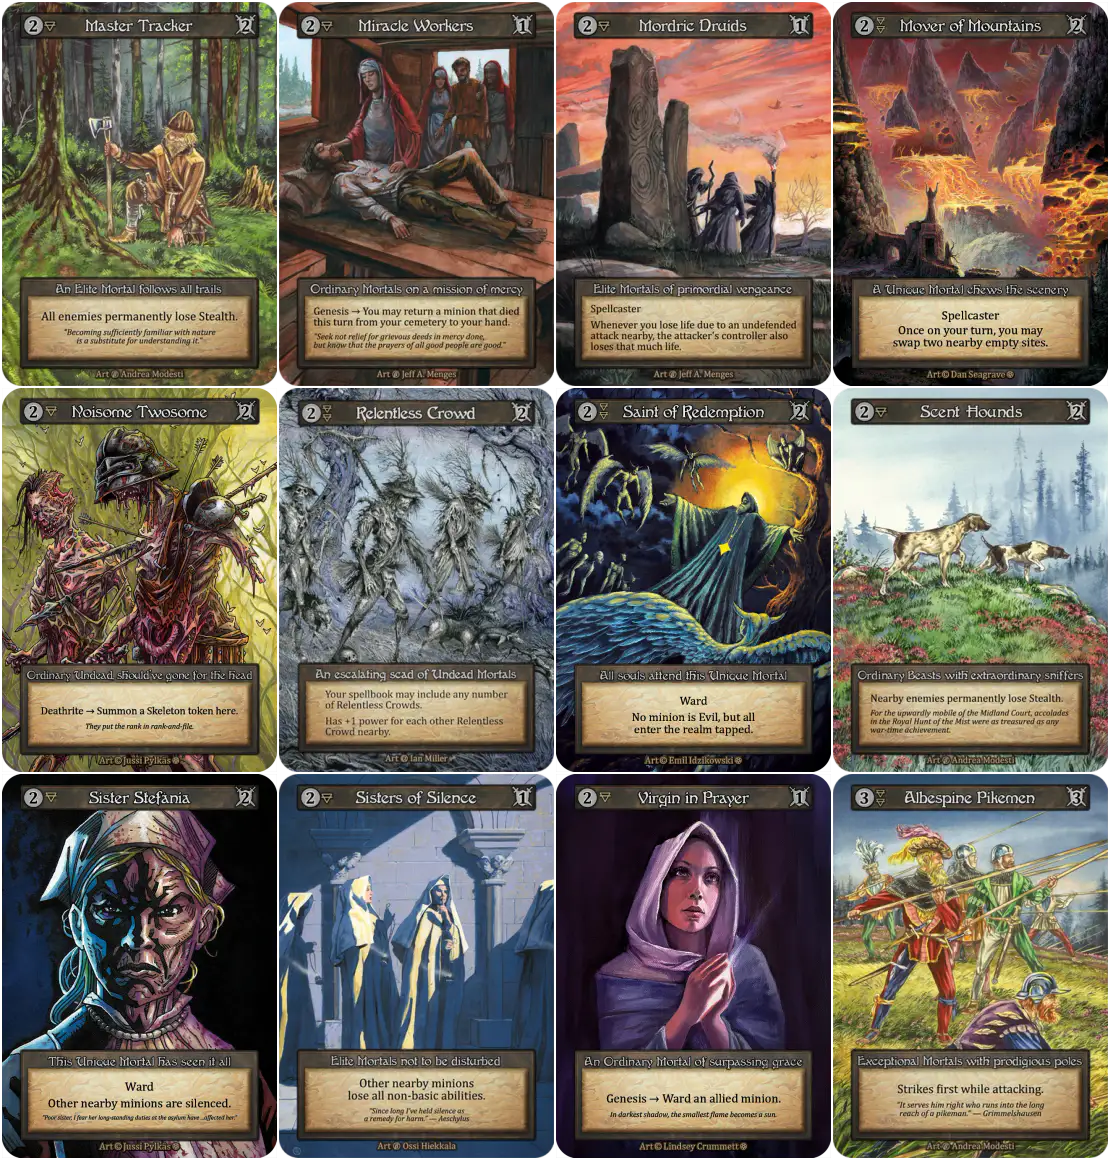 2 Master Tracker 2
An Elite Mortal follows all trails
All enemies permanently lose Stealth.
"Becoming sufficiently familiar with nature
is a substitute for understanding it."
Art @ Andrea Modesti
2 Miracle Workers 1
Ordinary Mortals on a mission of mercy
Genesis → You may return a minion that died
this turn from your cemetery to your hand.
"Seek not relief for grievous deeds in mercy done,
but know that the prayers of all good people are good."
Art @ Jeff A. Menges
2 Mordric Druids 1
Elite Mortals of primordial vengeance
Spellcaster
Whenever you lose life due to an undefended
attack nearby, the attacker's controller also
loses that much life.
Art @ Jeff A. Menges
2 Mover of Mountains 2
A Unique Mortal chews the scenery
Spellcaster
Once on your turn, you may
swap two nearby empty sites.
Art © Dan Seagrave
2 Noisome Twosome 2
Ordinary Undead should've gone for the head
Deathrite → Summon a Skeleton token here.
They put the rank in rank-and-file.
Art © Jussi Pylkäs
2 Relentless Crowd 2
An escalating scad of Undead Mortals
Your spellbook may include any number
of Relentless Crowds.
Has +1 power for each other Relentless
Crowd nearby.
Art @ Ian Miller
2 Saint of Redemption 2
All souls attend this Unique Mortal
Ward
No minion is Evil, but all
enter the realm tapped.
Art © Emil Idzikowski
2 Scent Hounds 2
Ordinary Beasts with extraordinary sniffers
Nearby enemies permanently lose Stealth.
For the upwardly mobile of the Midland Court, accolades
in the Royal Hunt of the Mist were as treasured as any
war-time achievement.
Art @ Andrea Modesti
2 Sister Stefania 2
This Unique Mortal has seen it all
Ward
Other nearby minions are silenced.
"Poor sister, I fear her long-standing duties at the asylum have ...affected her."
Art © Jussi Pylkäs
2 Sisters of Silence 1
Elite Mortals not to be disturbed
Other nearby minions
lose all non-basic abilities.
"Since long I've held silence as
a remedy for harm." — Aeschylus
Art @ Ossi Hiekkala
2 Virgin in Prayer 1
An Ordinary Mortal of surpassing grace
Genesis → Ward an allied minion.
In darkest shadow, the smallest flame becomes a sun.
Art © Lindsey Crummett
3 Albespine Pikemen 3
Exceptional Mortals with prodigious poles
Strikes first while attacking.
"It serves him right who runs into the long
reach of a pikeman." — Grimmelshausen
Art @ Andrea Modesti